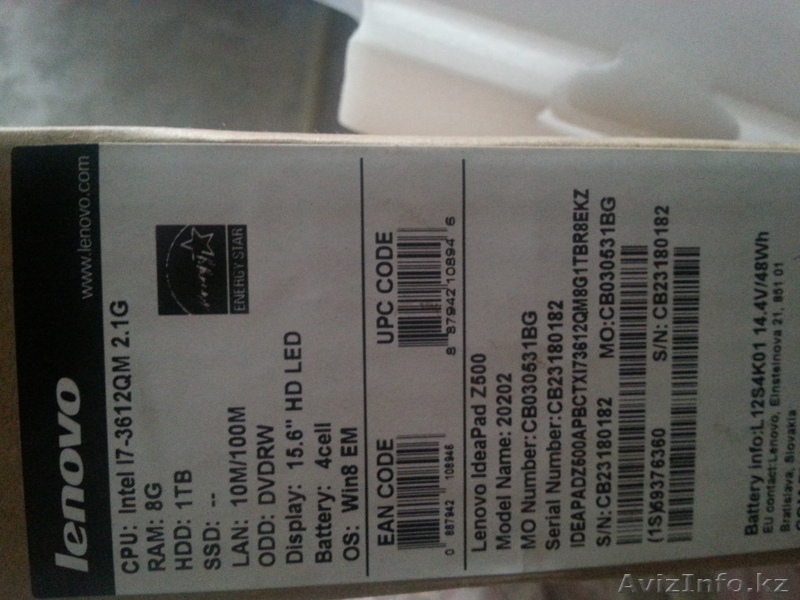 lenovo
www.lenovo.com
CPU: Intel I7-3612QM 2.1G
RAM: 8G
HDD: 1TB
SSD: --
LAN: 10M/100M
ODD: DVDRW
Display: 15.6" HD LED
Battery: 4cell
OS: Win8 EM
energy
ENERGY STAR
EAN CODE
0 887942 108946
UPC CODE
8 87942 10894 6
Lenovo IdeaPad Z500
Model Name: 20202
MO Number:CB030531BG
Serial Number:CB23180182
IDEAPADZ500APBCTXI73612QM8G1TBR8EKZ
S/N: CB23180182 MO:CB030531BG
(1S)59376360 S/N: CB23180182
Battery info:L12S4K01 14.4V/48Wh
EU contact:Lenovo, Einsteinova 21, 851 01
Bratislava, Slovakia
AvizInfo.kz